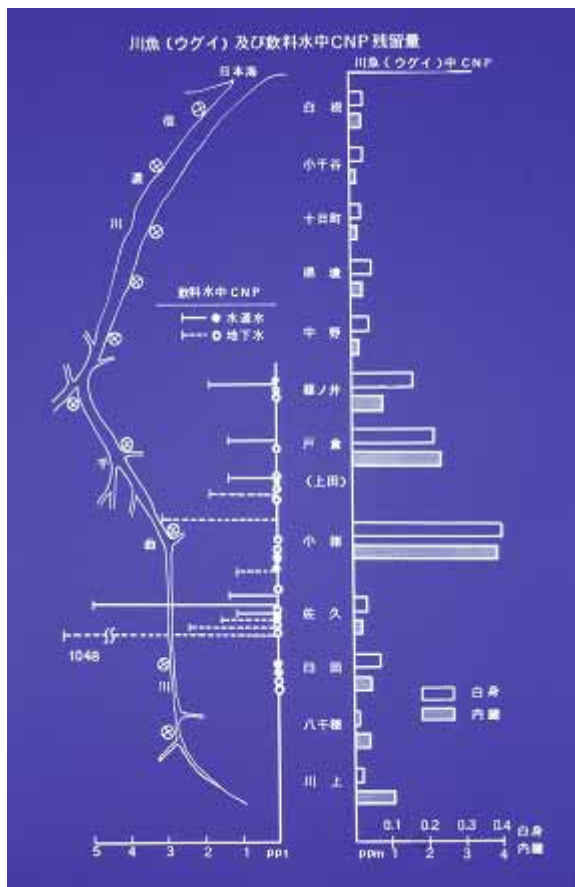 川魚(ウグイ)及び飲料水中CNP残留量
川魚(ウグイ)中CNP
日本海
信
濃
川
千
曲
川
飲料水中CNP
水道水
地下水
白根
小千谷
十日町
県境
中野
篠ノ井
戸倉
(上田)
小諸
佐久
臼田
八千穂
川上
1048
白身
内臓
5 4 3 2 1 ppt
ppm
0.1 0.2 0.3 0.4 白身
1 2 3 4 内臓